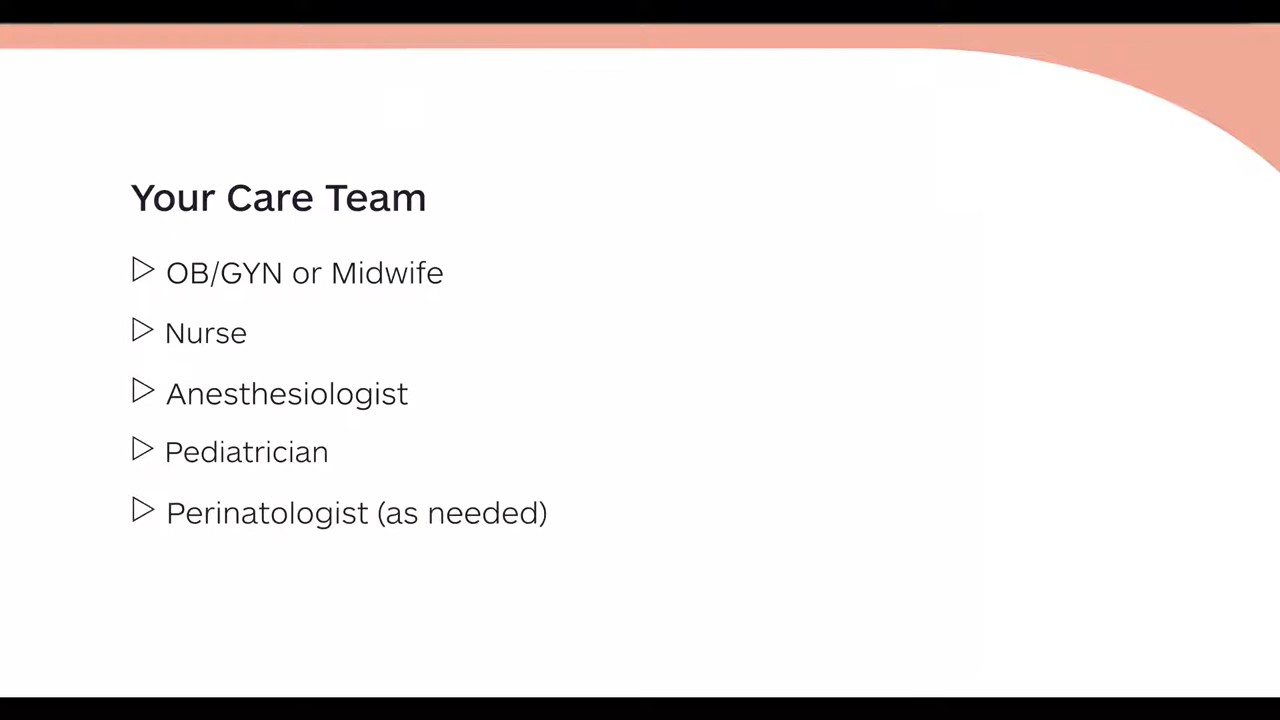 Your Care Team
▷ OB/GYN or Midwife
▷ Nurse
▷ Anesthesiologist
▷ Pediatrician
▷ Perinatologist (as needed)